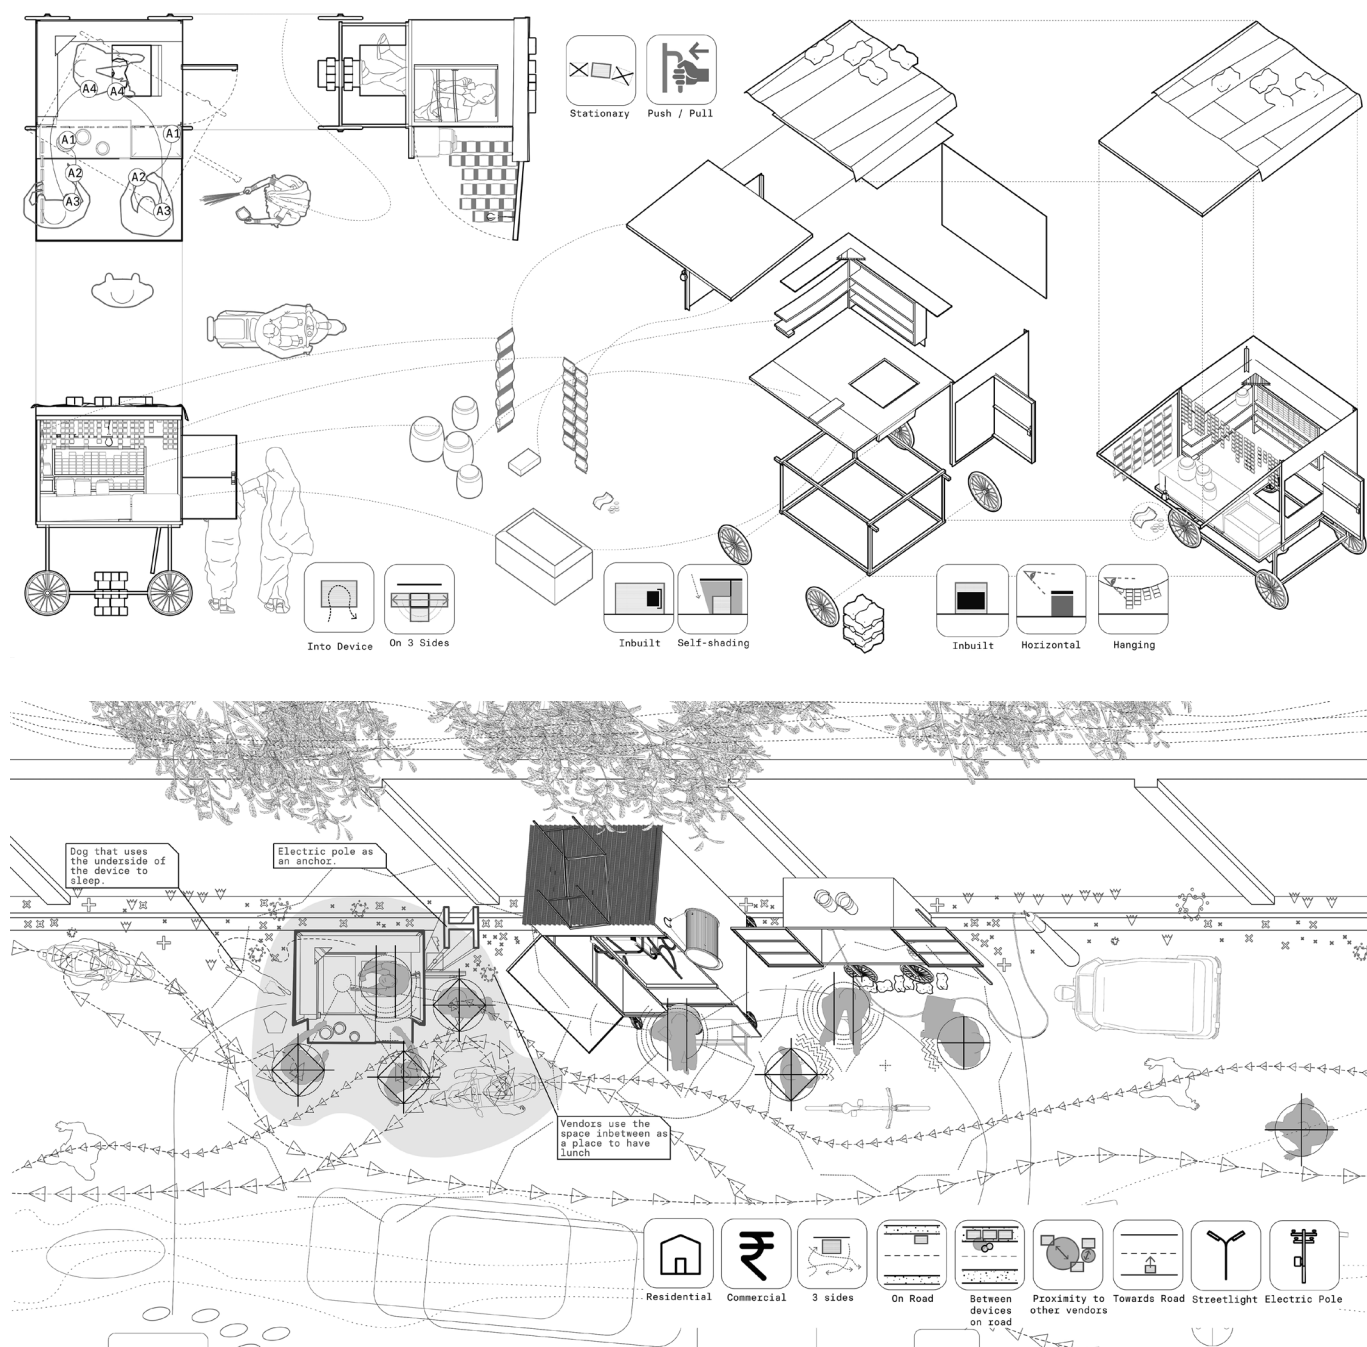 Stationary
Push / Pull
A4
A4
A1
A1
A2
A2
A3
A3
Into Device
On 3 Sides
Inbuilt
Self-shading
Inbuilt
Horizontal
Hanging
Dog that uses
the underside of
the device to
sleep.
Electric pole as
an anchor.
Vendors use the
space inbetween as
a place to have
lunch
Residential
Commercial
3 sides
On Road
Between
devices
on road
Proximity to
other vendors
Towards Road
Streetlight
Electric Pole